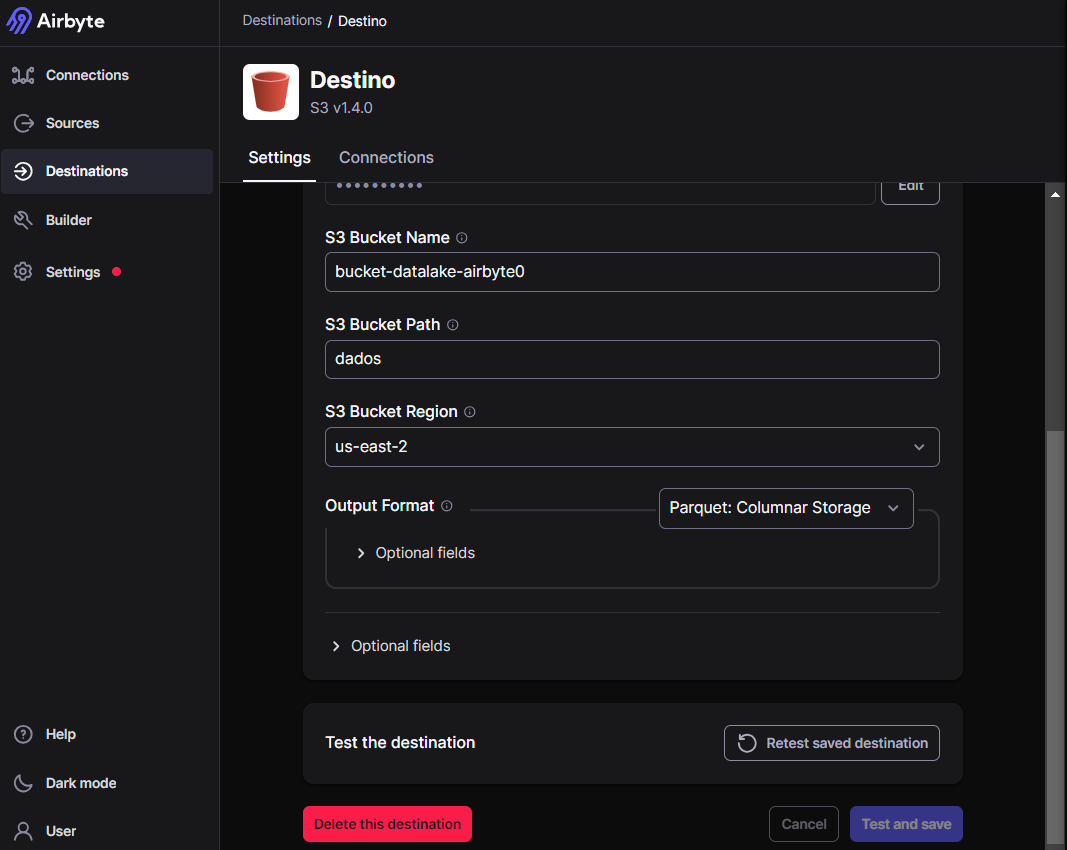 Airbyte
Connections
Sources
Destinations
Builder
Settings
Help
Dark mode
User
Destinations / Destino
Destino
S3 v1.4.0
Settings
Connections
••••••••••
Edit
S3 Bucket Name
bucket-datalake-airbyte0
S3 Bucket Path
dados
S3 Bucket Region
us-east-2
Output Format
Parquet: Columnar Storage
Optional fields
Optional fields
Test the destination
Retest saved destination
Delete this destination
Cancel
Test and save